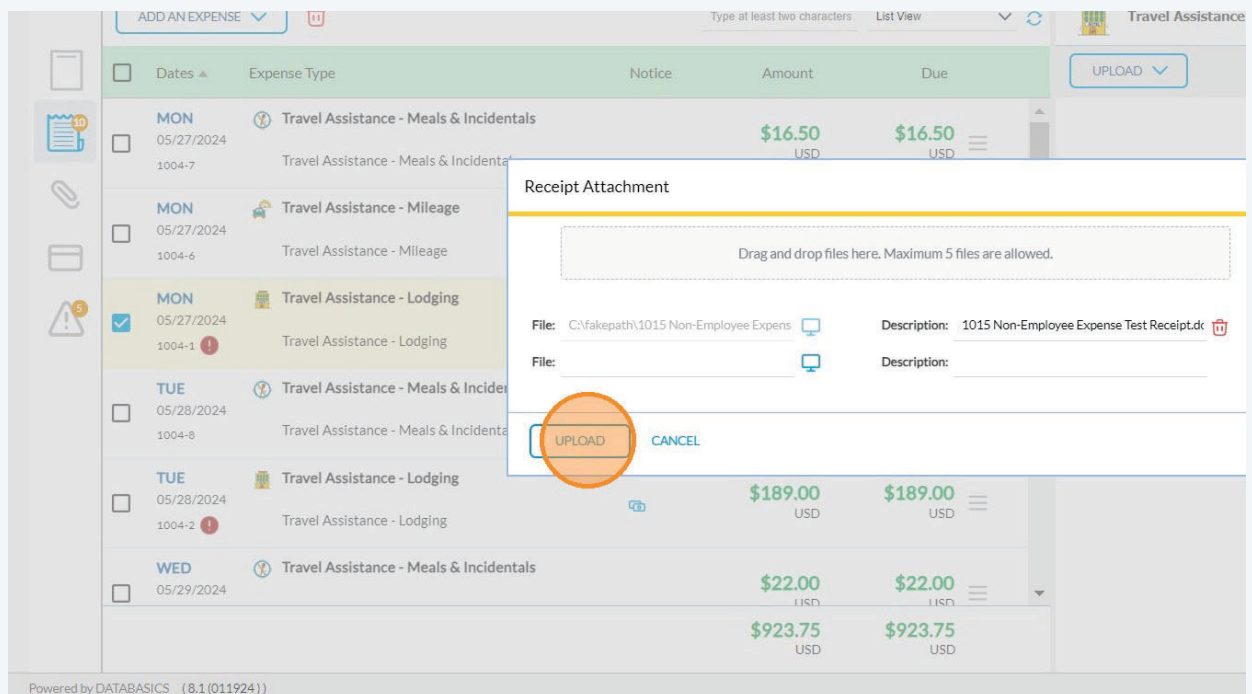 ADD AN EXPENSE
Type at least two characters
List View
Travel Assistance
Dates
Expense Type
Notice
Amount
Due
UPLOAD
10
5
MON
05/27/2024
1004-7
Travel Assistance - Meals & Incidentals
Travel Assistance - Meals & Incidental
$16.50
USD
$16.50
USD
MON
05/27/2024
1004-6
Travel Assistance - Mileage
Travel Assistance - Mileage
MON
05/27/2024
1004-1
Travel Assistance - Lodging
Travel Assistance - Lodging
TUE
05/28/2024
1004-8
Travel Assistance - Meals & Inciden
Travel Assistance - Meals & Incidenta
TUE
05/28/2024
1004-2
Travel Assistance - Lodging
Travel Assistance - Lodging
$189.00
USD
$189.00
USD
WED
05/29/2024
Travel Assistance - Meals & Incidentals
$22.00
USD
$22.00
USD
$923.75
USD
$923.75
USD
Receipt Attachment
Drag and drop files here. Maximum 5 files are allowed.
File: C:\fakepath\1015 Non-Employee Expens
Description: 1015 Non-Employee Expense Test Receipt.dc
File:
Description:
UPLOAD
CANCEL
Powered by DATABASICS (8.1 (011924))